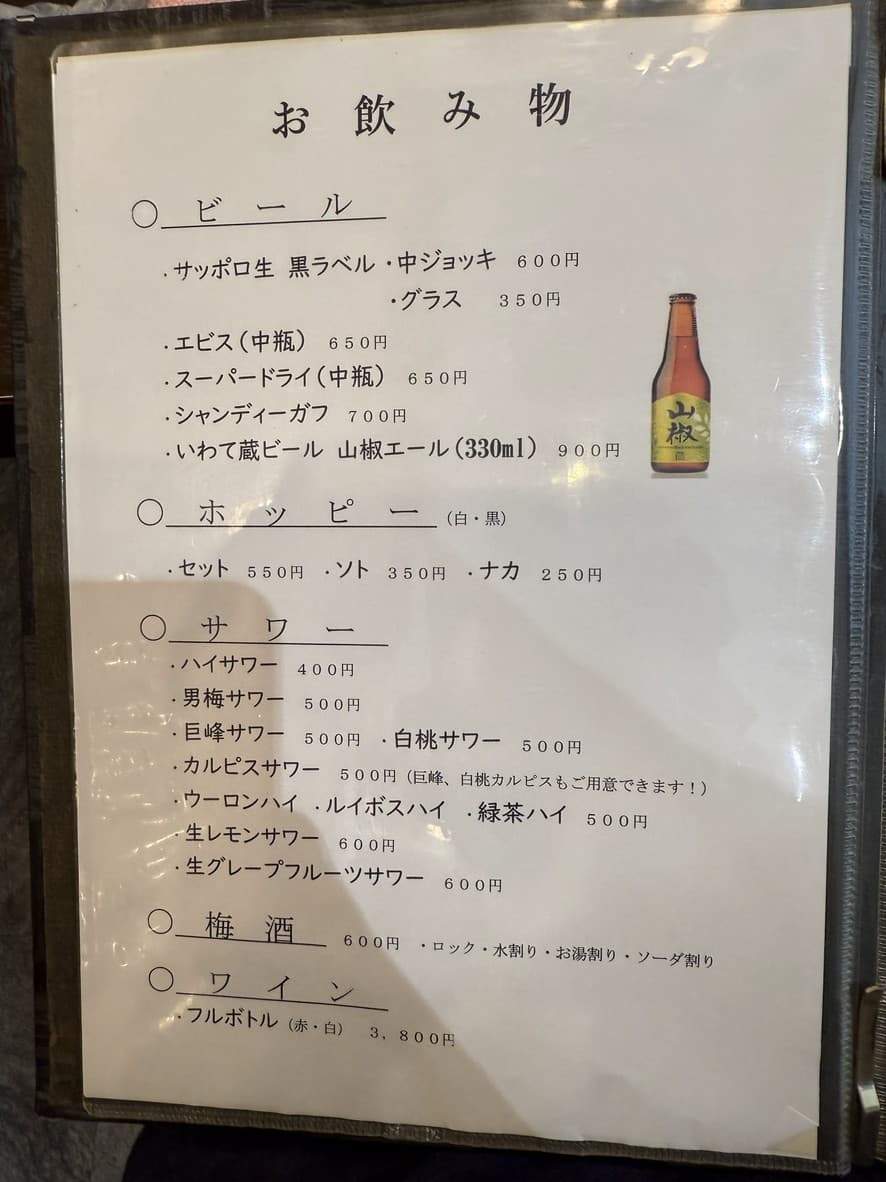 お飲み物
○ビール
・サッポロ生 黒ラベル ・中ジョッキ 600円
・グラス 350円
・エビス(中瓶) 650円
・スーパードライ(中瓶) 650円
・シャンディーガフ 700円
・いわて蔵ビール 山椒エール(330ml) 900円
山椒
○ホッピー (白・黒)
・セット 550円 ・ソト 350円 ・ナカ 250円
○サワー
・ハイサワー 400円
・男梅サワー 500円
・巨峰サワー 500円 ・白桃サワー 500円
・カルピスサワー 500円 (巨峰、白桃カルピスもご用意できます!)
・ウーロンハイ ・ルイボスハイ ・緑茶ハイ 500円
・生レモンサワー 600円
・生グレープフルーツサワー 600円
○梅酒 600円 ・ロック・水割り・お湯割り・ソーダ割り
○ワイン
・フルボトル (赤・白) 3,800円